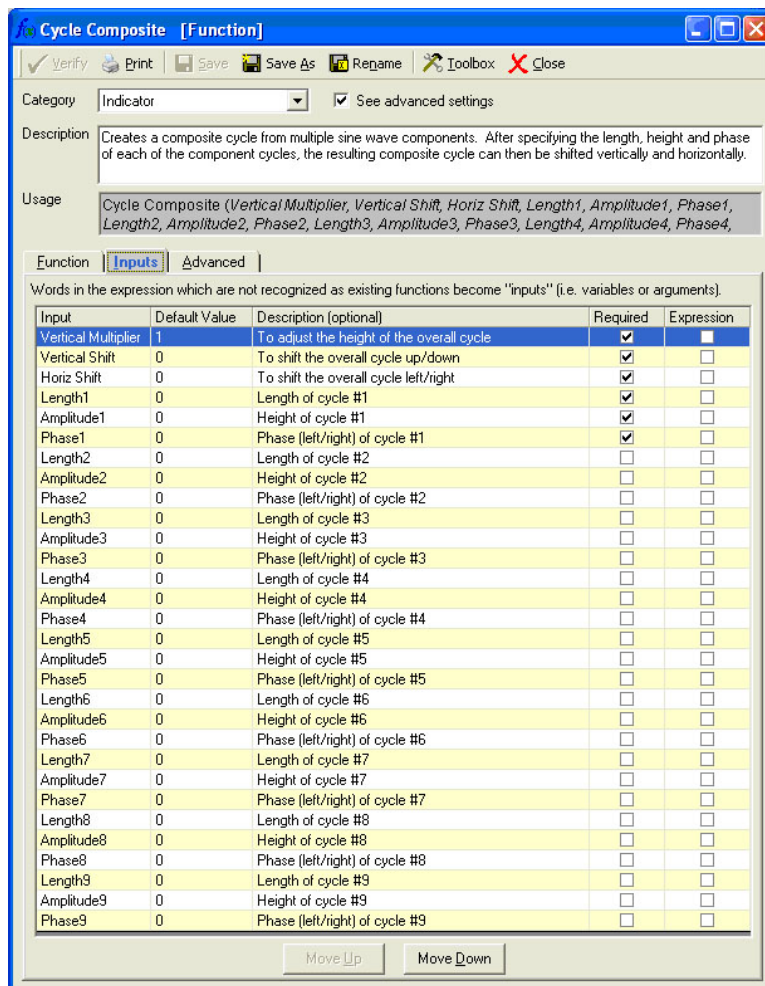 Cycle Composite [Function]
Verify Print Save Save As Rename Toolbox Close
Category Indicator See advanced settings
Description Creates a composite cycle from multiple sine wave components. After specifying the length, height and phase
of each of the component cycles, the resulting composite cycle can then be shifted vertically and horizontally.
Usage Cycle Composite (Vertical Multiplier, Vertical Shift, Horiz Shift, Length1, Amplitude1, Phase1,
Length2, Amplitude2, Phase2, Length3, Amplitude3, Phase3, Length4, Amplitude4, Phase4,
Function Inputs Advanced
Words in the expression which are not recognized as existing functions become "inputs" (i.e. variables or arguments).
Input Default Value Description (optional) Required Expression
Vertical Multiplier 1 To adjust the height of the overall cycle
Vertical Shift 0 To shift the overall cycle up/down
Horiz Shift 0 To shift the overall cycle left/right
Length1 0 Length of cycle #1
Amplitude1 0 Height of cycle #1
Phase1 0 Phase (left/right) of cycle #1
Length2 0 Length of cycle #2
Amplitude2 0 Height of cycle #2
Phase2 0 Phase (left/right) of cycle #2
Length3 0 Length of cycle #3
Amplitude3 0 Height of cycle #3
Phase3 0 Phase (left/right) of cycle #3
Length4 0 Length of cycle #4
Amplitude4 0 Height of cycle #4
Phase4 0 Phase (left/right) of cycle #4
Length5 0 Length of cycle #5
Amplitude5 0 Height of cycle #5
Phase5 0 Phase (left/right) of cycle #5
Length6 0 Length of cycle #6
Amplitude6 0 Height of cycle #6
Phase6 0 Phase (left/right) of cycle #6
Length7 0 Length of cycle #7
Amplitude7 0 Height of cycle #7
Phase7 0 Phase (left/right) of cycle #7
Length8 0 Length of cycle #8
Amplitude8 0 Height of cycle #8
Phase8 0 Phase (left/right) of cycle #8
Length9 0 Length of cycle #9
Amplitude9 0 Height of cycle #9
Phase9 0 Phase (left/right) of cycle #9
Move Up Move Down